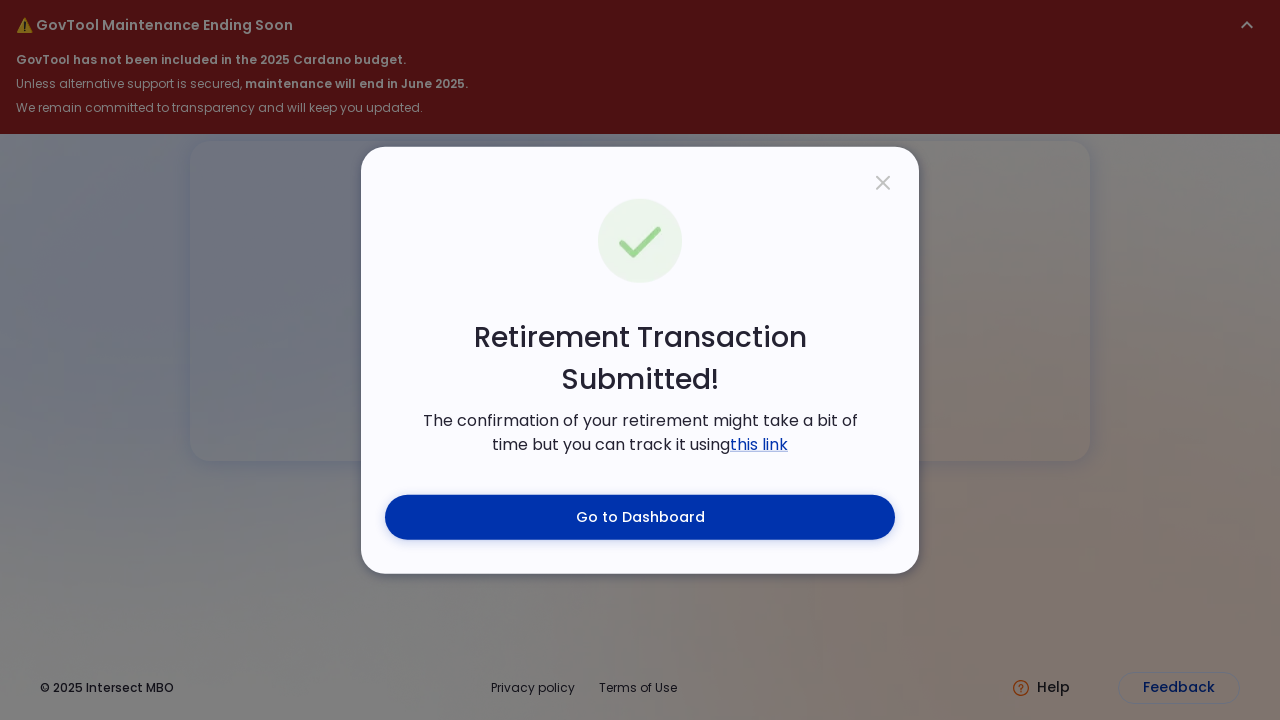 ⚠️ GovTool Maintenance Ending Soon
GovTool has not been included in the 2025 Cardano budget.
Unless alternative support is secured, maintenance will end in June 2025.
We remain committed to transparency and will keep you updated.
Retirement Transaction
Submitted!
The confirmation of your retirement might take a bit of
time but you can track it usingthis link
Go to Dashboard
© 2025 Intersect MBO
Privacy policy
Terms of Use
Help
Feedback